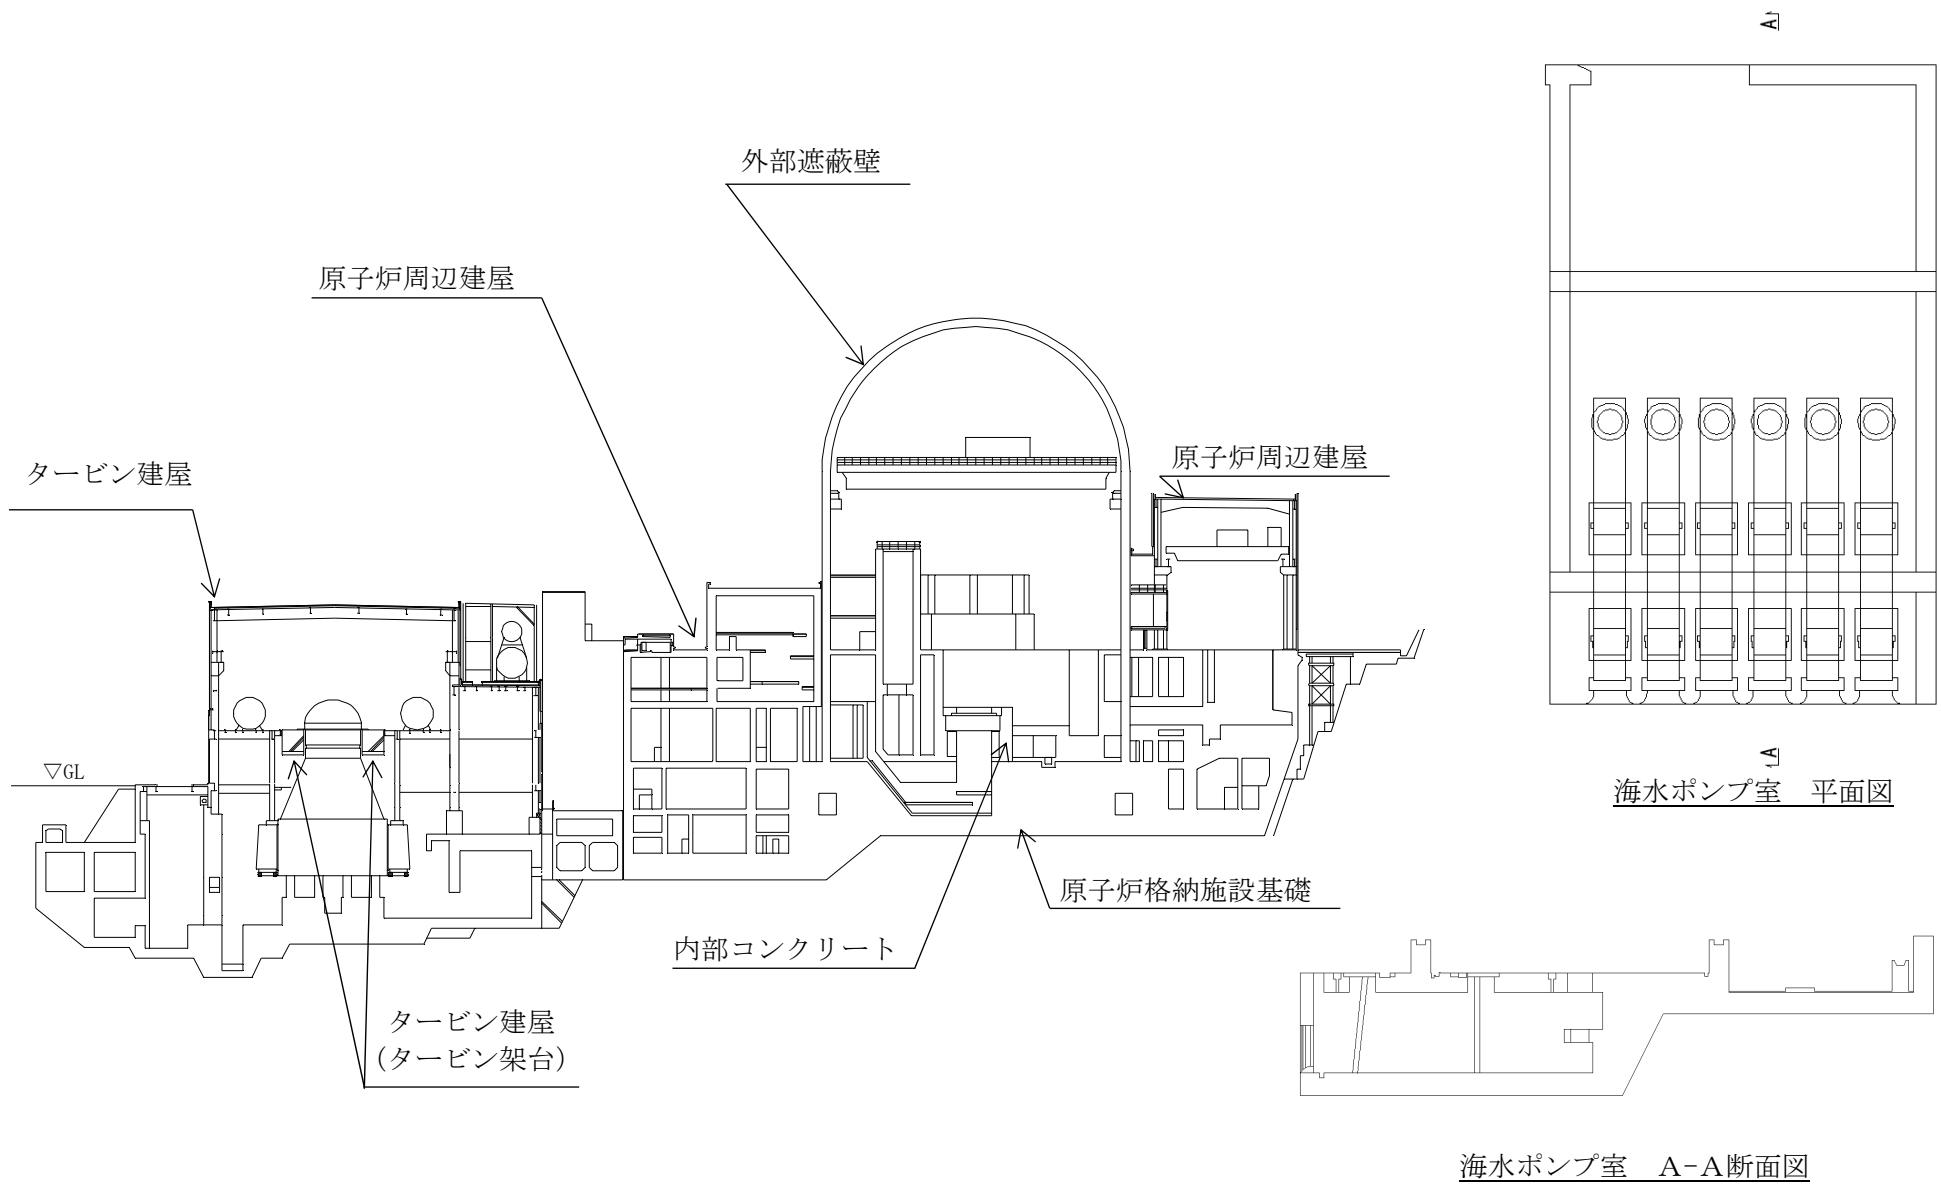 A
外部遮蔽壁
原子炉周辺建屋
原子炉周辺建屋
タービン建屋
▽GL
A
海水ポンプ室　平面図
原子炉格納施設基礎
内部コンクリート
タービン建屋
(タービン架台)
海水ポンプ室　A-A断面図